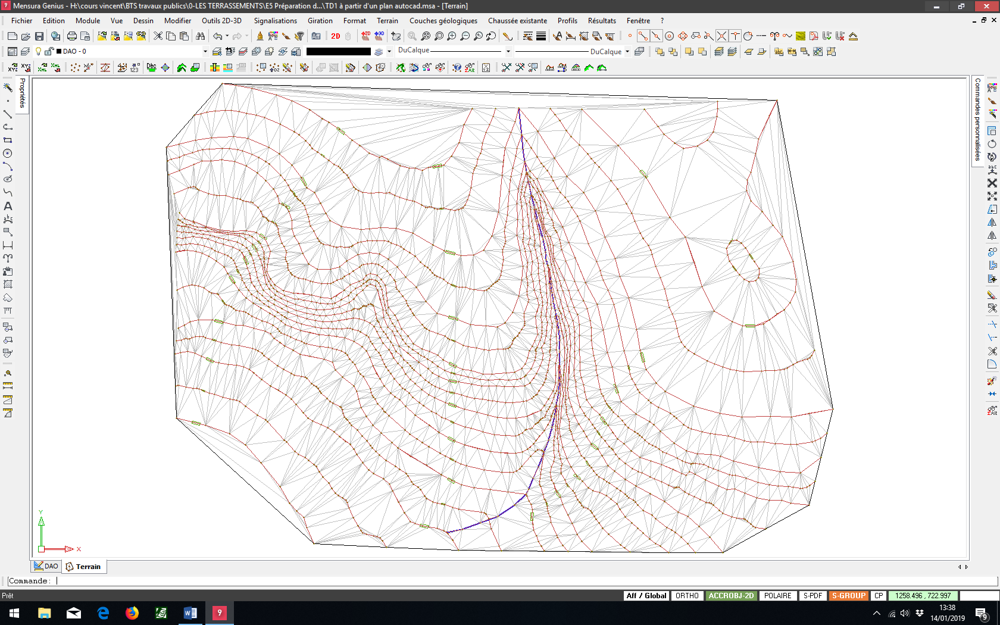 9 Mensura Genius - H:\cours vincent\BTS travaux publics\0-LES TERRASSEMENTS\E5 Préparation d...\TD1 à partir d'un plan autocad.msa - [Terrain]
Fichier Edition Module Vue Dessin Modifier Outils 2D-3D Signalisations Giration Format Terrain Couches géologiques Chaussée existante Profils Résultats Fenêtre ?
Aff 2D
DAO - 0 DuCalque DuCalque
Propriétés
Commandes personnalisées
Y
X
DAO Terrain
Commande:
Prêt Aff / Global ORTHO ACCROBJ-2D POLAIRE S-PDF S-GROUP CP 1258.496 , 722.997
13:38
14/01/2019
9